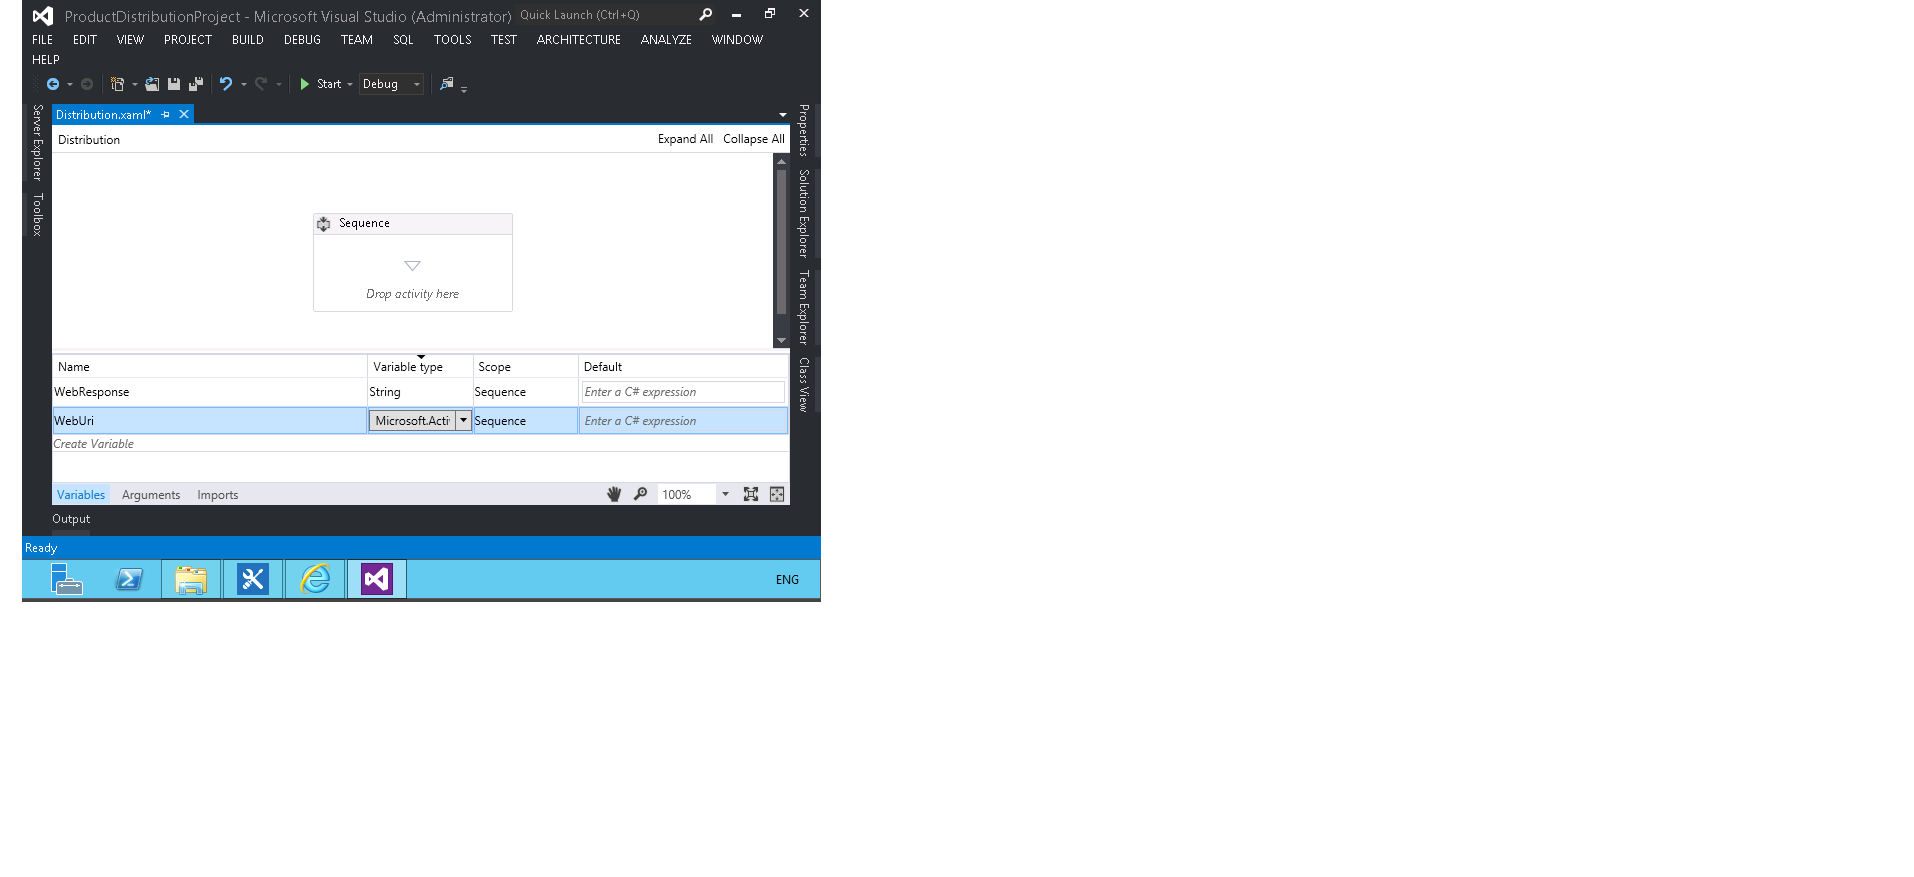 ProductDistributionProject - Microsoft Visual Studio (Administrator) Quick Launch (Ctrl+Q)
FILE EDIT VIEW PROJECT BUILD DEBUG TEAM SQL TOOLS TEST ARCHITECTURE ANALYZE WINDOW
HELP
Start Debug
Server Explorer
Toolbox
Distribution.xaml*
Distribution Expand All Collapse All
Sequence
Drop activity here
Properties
Solution Explorer
Team Explorer
Class View
Name Variable type Scope Default
WebResponse String Sequence Enter a C# expression
WebUri Microsoft.Acti Sequence Enter a C# expression
Create Variable
Variables Arguments Imports 100%
Output
Ready
ENG